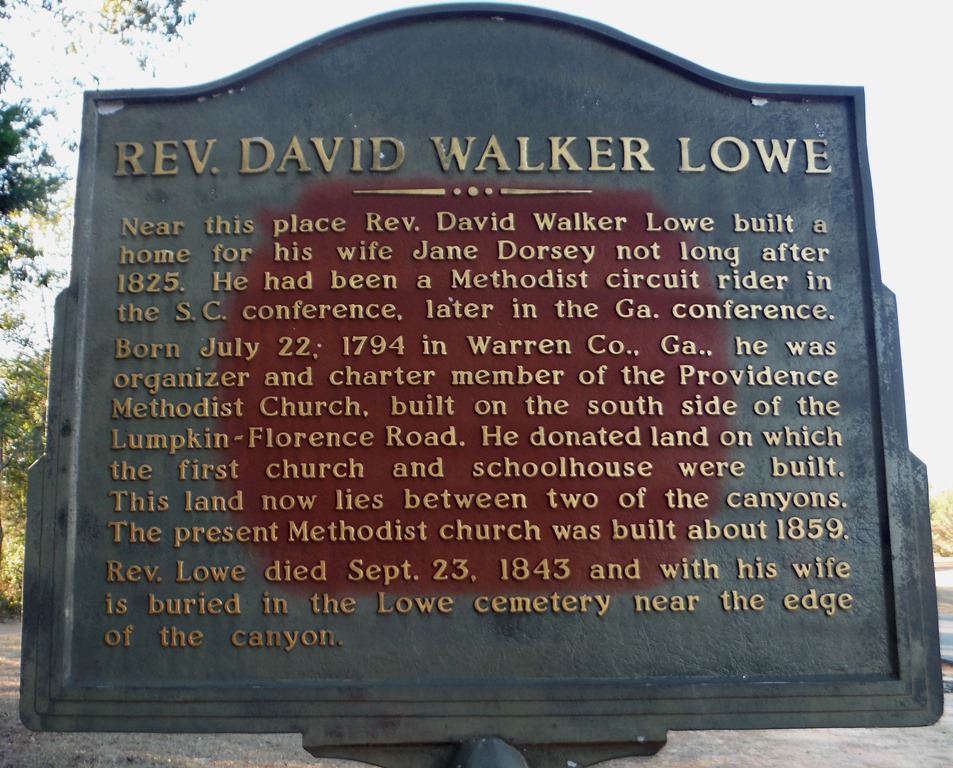 REV. DAVID WALKER LOWE
Near this place Rev. David Walker Lowe built a
home for his wife Jane Dorsey not long after
1825. He had been a Methodist circuit rider in
the S.C. conference, later in the Ga. conference.
Born July 22, 1794 in Warren Co., Ga., he was
organizer and charter member of the Providence
Methodist Church, built on the south side of the
Lumpkin-Florence Road. He donated land on which
the first church and schoolhouse were built.
This land now lies between two of the canyons.
The present Methodist church was built about 1859.
Rev. Lowe died Sept. 23, 1843 and with his wife
is buried in the Lowe cemetery near the edge
of the canyon.